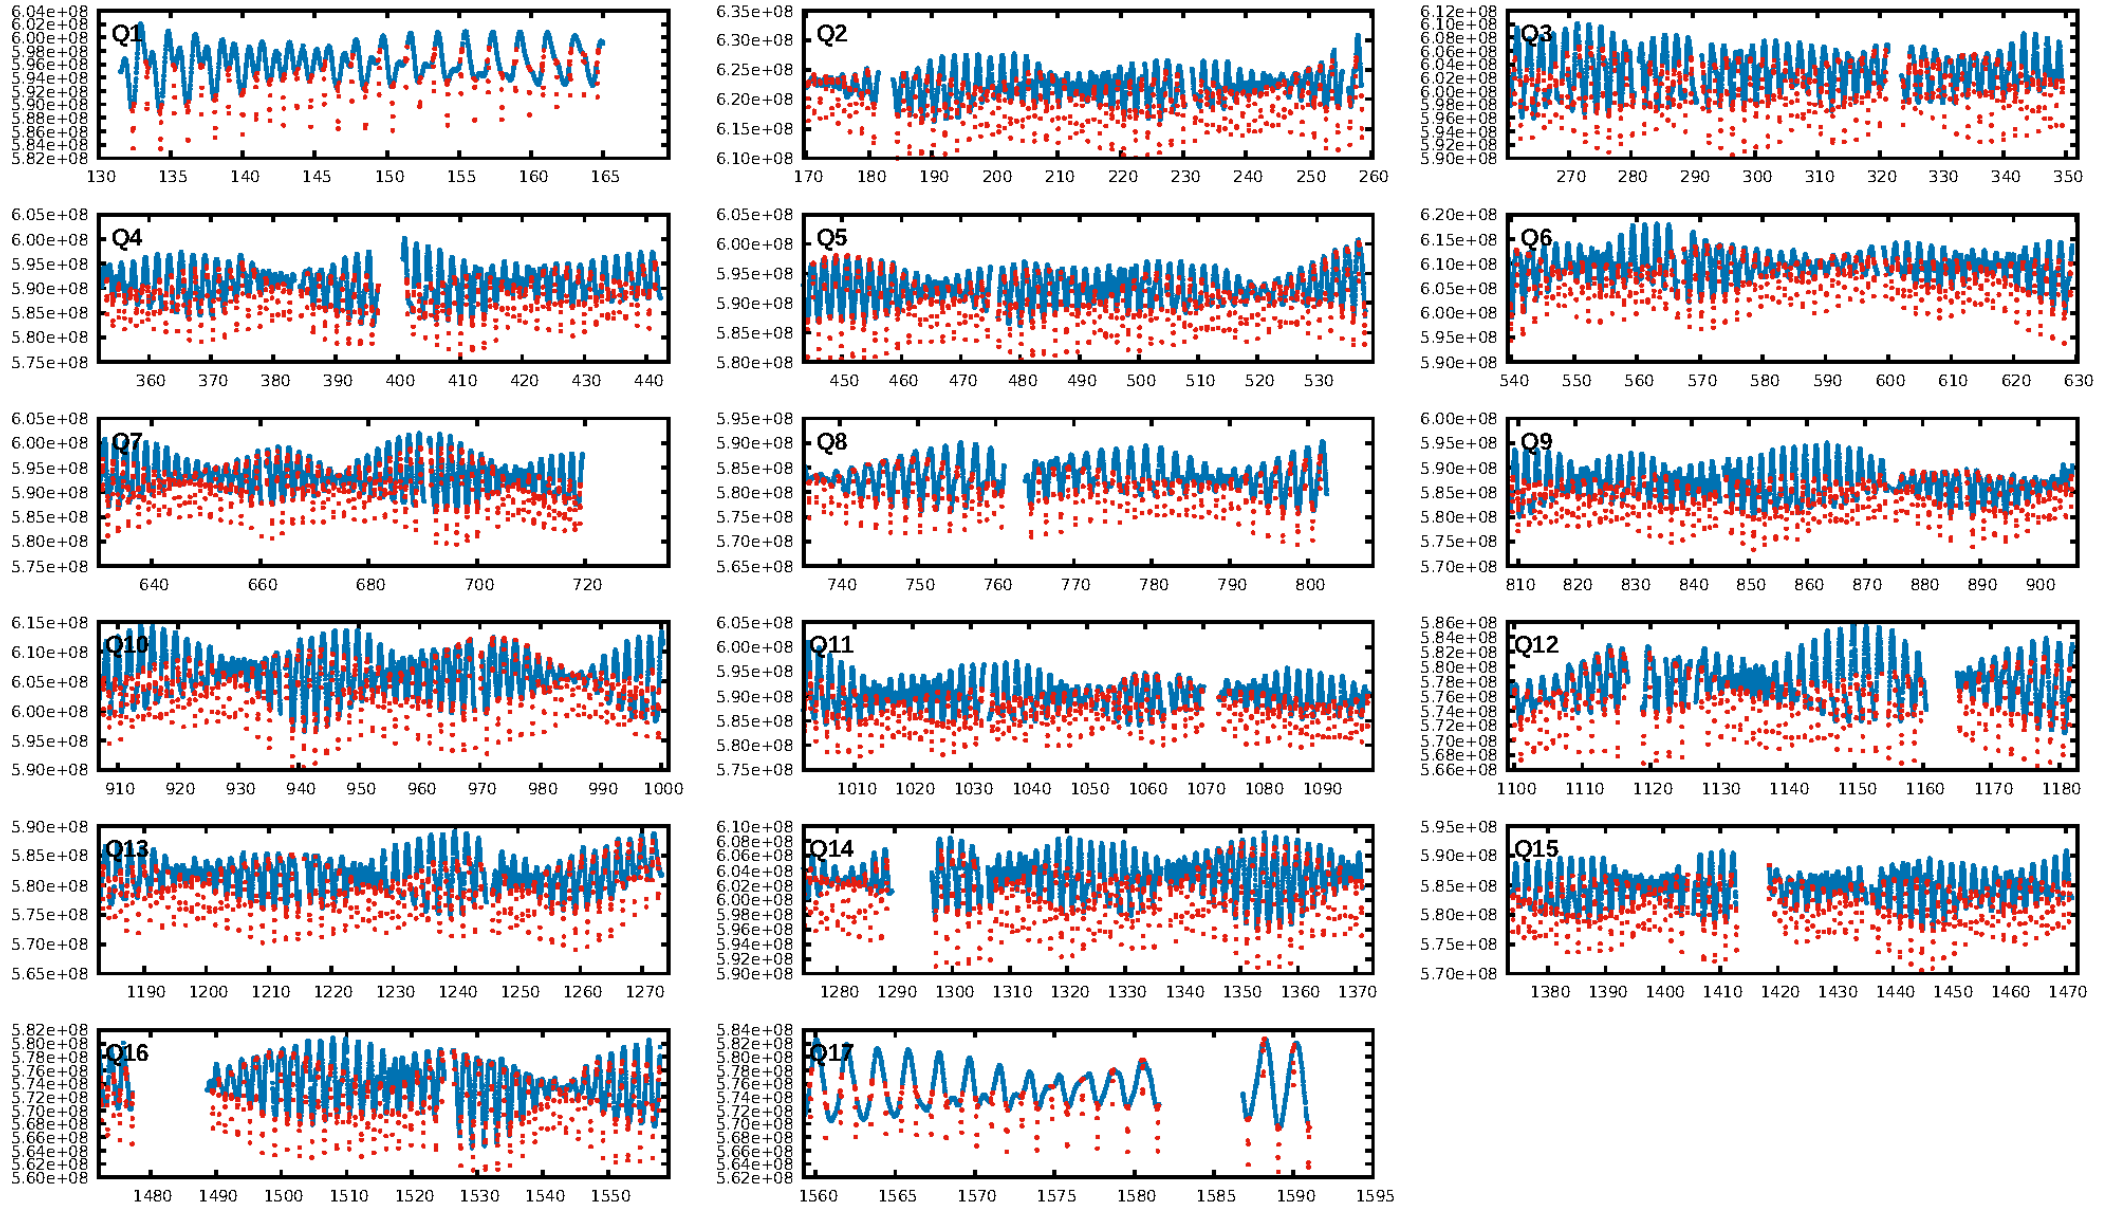 6.04e+08
6.02e+08
6.00e+08
5.98e+08
5.96e+08
5.94e+08
5.92e+08
5.90e+08
5.88e+08
5.86e+08
5.84e+08
5.82e+08
Q1
130 135 140 145 150 155 160 165
6.35e+08
6.30e+08
6.25e+08
6.20e+08
6.15e+08
6.10e+08
Q2
170 180 190 200 210 220 230 240 250 260
6.12e+08
6.10e+08
6.08e+08
6.06e+08
6.04e+08
6.02e+08
6.00e+08
5.98e+08
5.96e+08
5.94e+08
5.92e+08
5.90e+08
Q3
270 280 290 300 310 320 330 340 350
6.05e+08
6.00e+08
5.95e+08
5.90e+08
5.85e+08
5.80e+08
5.75e+08
Q4
360 370 380 390 400 410 420 430 440
6.05e+08
6.00e+08
5.95e+08
5.90e+08
5.85e+08
5.80e+08
Q5
450 460 470 480 490 500 510 520 530
6.20e+08
6.15e+08
6.10e+08
6.05e+08
6.00e+08
5.95e+08
5.90e+08
Q6
540 550 560 570 580 590 600 610 620 630
6.05e+08
6.00e+08
5.95e+08
5.90e+08
5.85e+08
5.80e+08
5.75e+08
Q7
640 660 680 700 720
5.95e+08
5.90e+08
5.85e+08
5.80e+08
5.75e+08
5.70e+08
5.65e+08
Q8
740 750 760 770 780 790 800
6.00e+08
5.95e+08
5.90e+08
5.85e+08
5.80e+08
5.75e+08
5.70e+08
Q9
810 820 830 840 850 860 870 880 890 900
6.15e+08
6.10e+08
6.05e+08
6.00e+08
5.95e+08
5.90e+08
Q10
910 920 930 940 950 960 970 980 990 1000
6.05e+08
6.00e+08
5.95e+08
5.90e+08
5.85e+08
5.80e+08
5.75e+08
Q11
1010 1020 1030 1040 1050 1060 1070 1080 1090
5.86e+08
5.84e+08
5.82e+08
5.80e+08
5.78e+08
5.76e+08
5.74e+08
5.72e+08
5.70e+08
5.68e+08
5.66e+08
Q12
1100 1110 1120 1130 1140 1150 1160 1170 1180
5.90e+08
5.85e+08
5.80e+08
5.75e+08
5.70e+08
5.65e+08
Q13
1190 1200 1210 1220 1230 1240 1250 1260 1270
6.10e+08
6.08e+08
6.06e+08
6.04e+08
6.02e+08
6.00e+08
5.98e+08
5.96e+08
5.94e+08
5.92e+08
5.90e+08
Q14
1280 1290 1300 1310 1320 1330 1340 1350 1360 1370
5.95e+08
5.90e+08
5.85e+08
5.80e+08
5.75e+08
5.70e+08
Q15
1380 1390 1400 1410 1420 1430 1440 1450 1460 1470
5.82e+08
5.80e+08
5.78e+08
5.76e+08
5.74e+08
5.72e+08
5.70e+08
5.68e+08
5.66e+08
5.64e+08
5.62e+08
5.60e+08
Q16
1480 1490 1500 1510 1520 1530 1540 1550
5.84e+08
5.82e+08
5.80e+08
5.78e+08
5.76e+08
5.74e+08
5.72e+08
5.70e+08
5.68e+08
5.66e+08
5.64e+08
5.62e+08
Q17
1560 1565 1570 1575 1580 1585 1590 1595